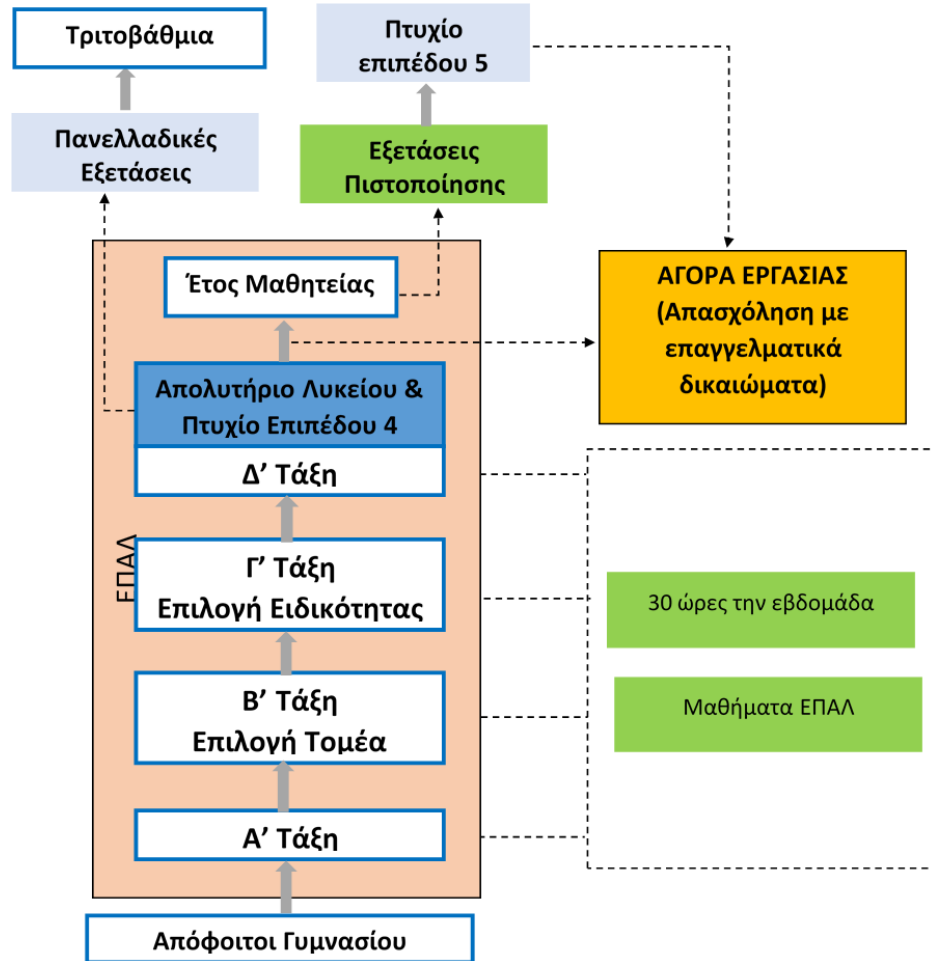 Τριτοβάθμια
Πτυχίο
επιπέδου 5
Πανελλαδικές
Εξετάσεις
Εξετάσεις
Πιστοποίησης
Έτος Μαθητείας
ΑΓΟΡΑ ΕΡΓΑΣΙΑΣ
(Απασχόληση με
επαγγελματικά
δικαιώματα)
Απολυτήριο Λυκείου &
Πτυχίο Επιπέδου 4
Δ’ Τάξη
ΕΠΑΛ
Γ’ Τάξη
Επιλογή Ειδικότητας
30 ώρες την εβδομάδα
Β’ Τάξη
Επιλογή Τομέα
Μαθήματα ΕΠΑΛ
Α’ Τάξη
Απόφοιτοι Γυμνασίου